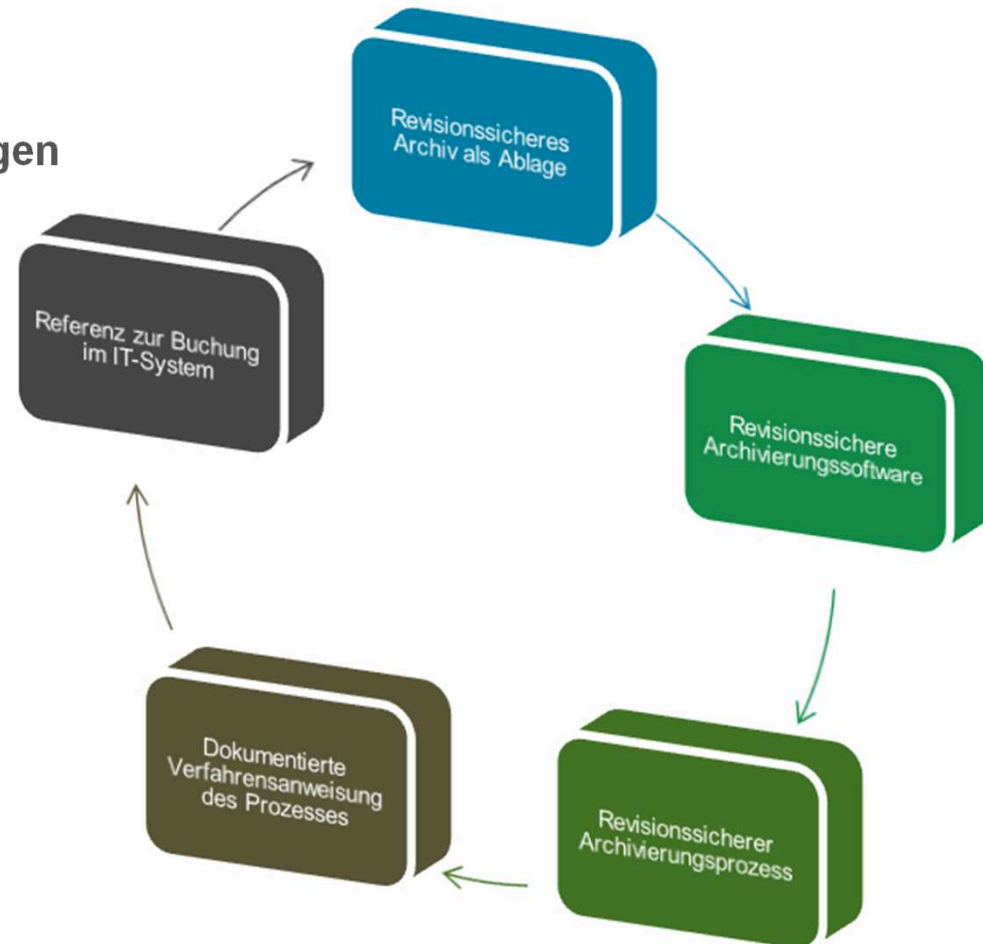 gen
Revisionssicheres
Archiv als Ablage
Referenz zur Buchung
im IT-System
Revisionssichere
Archivierungssoftware
Dokumentierte
Verfahrensanweisung
des Prozesses
Revisionssicherer
Archivierungsprozess